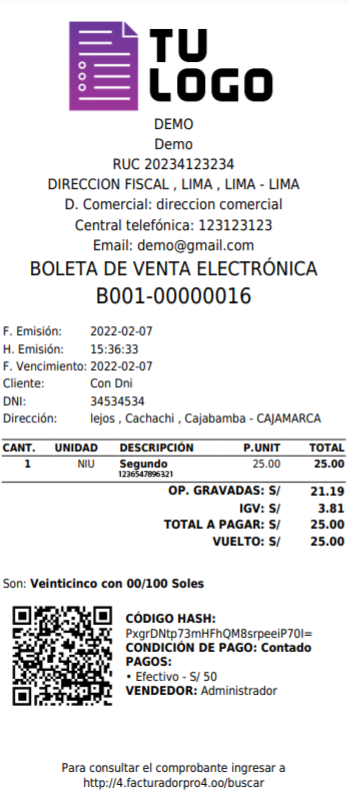 TU
LOGO
DEMO
Demo
RUC 20234123234
DIRECCION FISCAL , LIMA , LIMA - LIMA
D. Comercial: direccion comercial
Central telefónica: 123123123
Email: demo@gmail.com
BOLETA DE VENTA ELECTRÓNICA
B001-00000016
F. Emisión: 2022-02-07
H. Emisión: 15:36:33
F. Vencimiento: 2022-02-07
Cliente: Con Dni
DNI: 34534534
Dirección: lejos , Cachachi , Cajabamba - CAJAMARCA
CANT. UNIDAD DESCRIPCIÓN P.UNIT TOTAL
1 NIU Segundo 25.00 25.00
1236547896321
OP. GRAVADAS: S/ 21.19
IGV: S/ 3.81
TOTAL A PAGAR: S/ 25.00
VUELTO: S/ 25.00
Son: Veinticinco con 00/100 Soles
CÓDIGO HASH:
PxgrDNtp73mHFhQM8srpeeiP70I=
CONDICIÓN DE PAGO: Contado
PAGOS:
• Efectivo - S/ 50
VENDEDOR: Administrador
Para consultar el comprobante ingresar a
http://4.facturadorpro4.oo/buscar